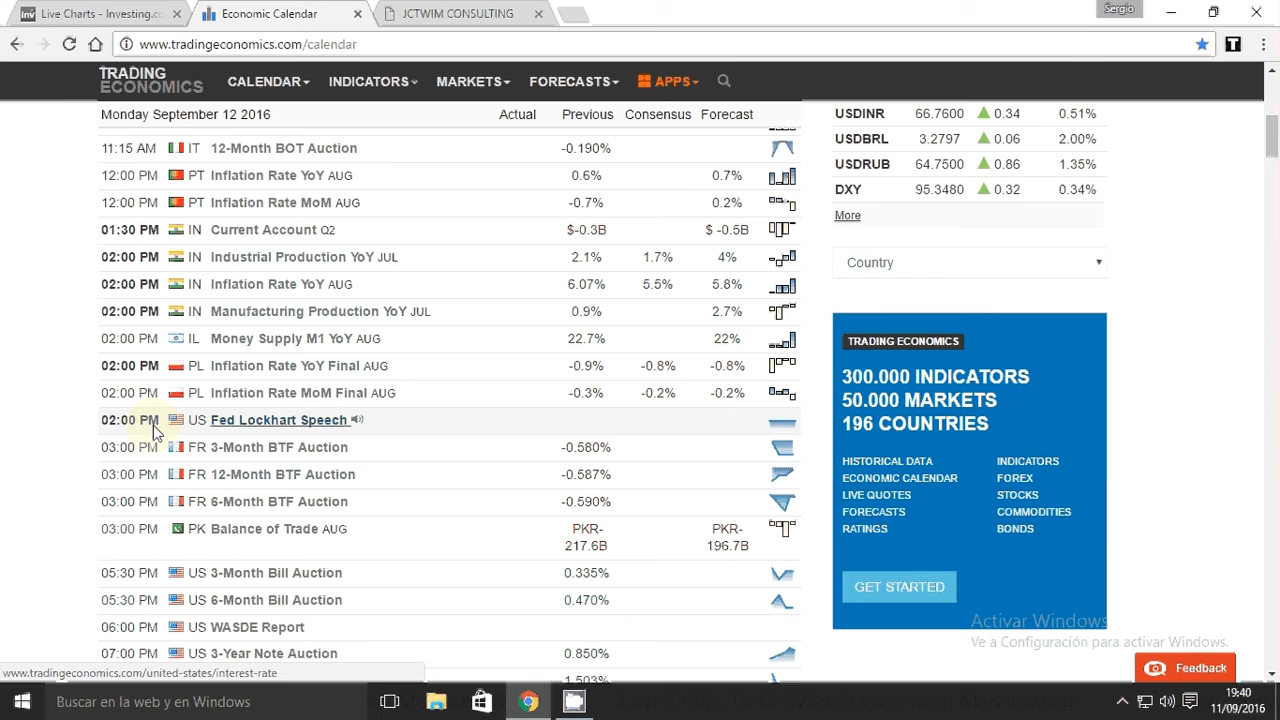 Live Charts - Investing.co
Economic Calendar
JCTWIM CONSULTING
Sergio
www.tradingeconomics.com/calendar
TRADING
ECONOMICS
CALENDAR
INDICATORS
MARKETS
FORECASTS
APPS
Monday September 12 2016 Actual Previous Consensus Forecast
11:15 AM IT 12-Month BOT Auction -0.190%
12:00 PM PT Inflation Rate YoY AUG 0.6% 0.7%
12:00 PM PT Inflation Rate MoM AUG -0.7% 0.2%
01:30 PM IN Current Account Q2 $-0.3B $ -0.5B
02:00 PM IN Industrial Production YoY JUL 2.1% 1.7% 4%
02:00 PM IN Inflation Rate YoY AUG 6.07% 5.5% 5.8%
02:00 PM IN Manufacturing Production YoY JUL 0.9% 2.7%
02:00 PM IL Money Supply M1 YoY AUG 22.7% 22%
02:00 PM PL Inflation Rate YoY Final AUG -0.9% -0.8% -0.8%
02:00 PM PL Inflation Rate MoM Final AUG -0.3% -0.2% -0.2%
02:00 PM US Fed Lockhart Speech
03:00 PM FR 3-Month BTF Auction -0.580%
03:00 PM FR 12-Month BTF Auction -0.587%
03:00 PM FR 6-Month BTF Auction -0.590%
03:00 PM PK Balance of Trade AUG PKR- PKR-
217.6B 196.7B
05:30 PM US 3-Month Bill Auction 0.335%
05:30 PM US 6-Month Bill Auction 0.470%
06:00 PM US WASDE Report
07:00 PM US 3-Year Note Auction 0.850%
1.503%
USDINR 66.7600 0.34 0.51%
USDBRL 3.2797 0.06 2.00%
USDRUB 64.7500 0.86 1.35%
DXY 95.3480 0.32 0.34%
More
Country
TRADING ECONOMICS
300.000 INDICATORS
50.000 MARKETS
196 COUNTRIES
HISTORICAL DATA INDICATORS
ECONOMIC CALENDAR FOREX
LIVE QUOTES STOCKS
FORECASTS COMMODITIES
RATINGS BONDS
GET STARTED
Activar Windows
Ve a Configuración para activar Windows.
Feedback
www.tradingeconomics.com/united-states/interest-rate
Buscar en la web y en Windows
19:40
11/09/2016